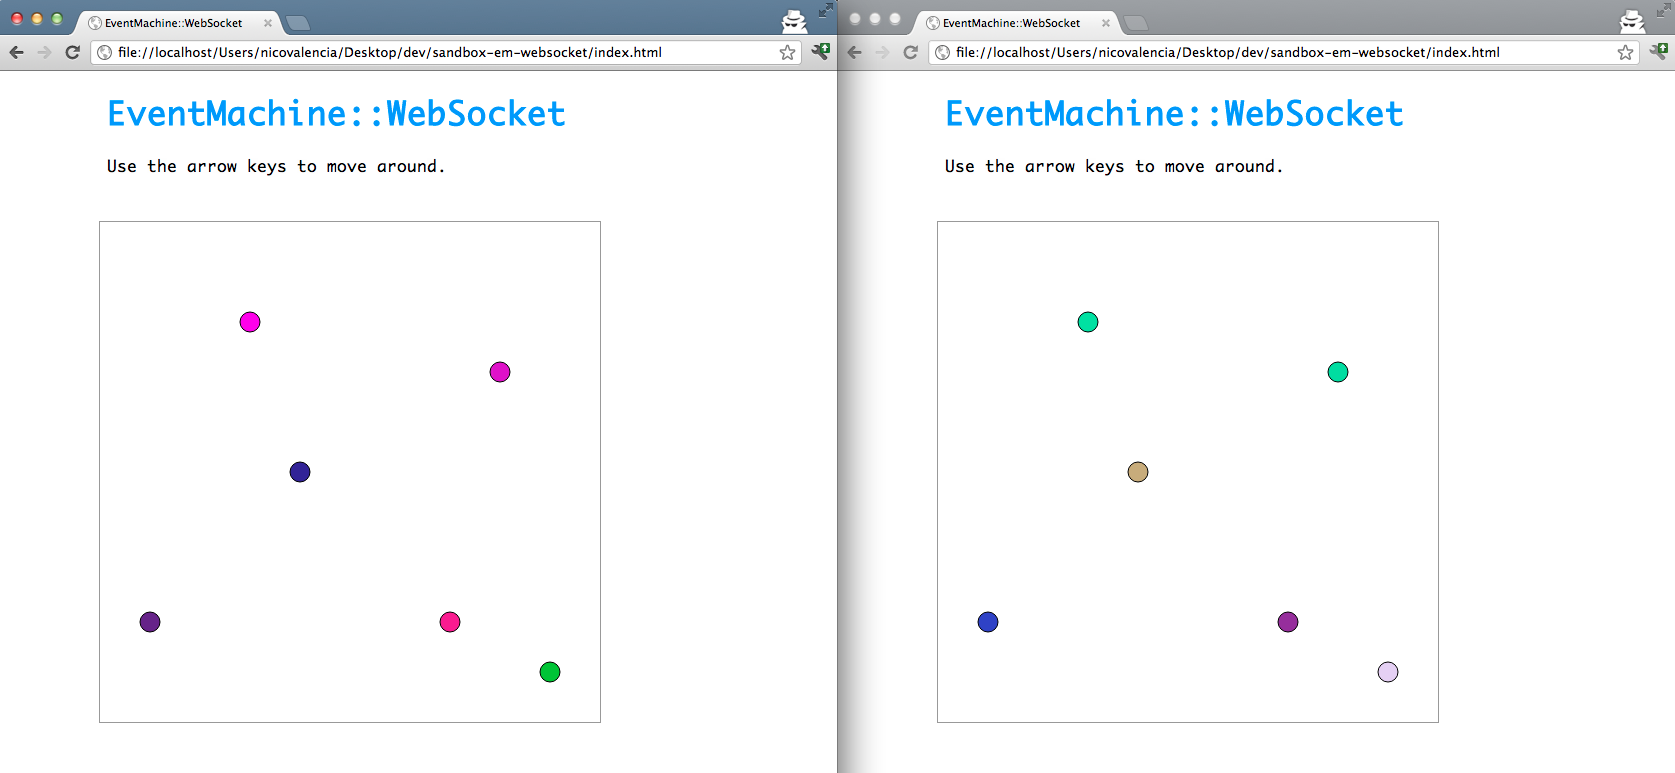 EventMachine::WebSocket
file://localhost/Users/nicovalencia/Desktop/dev/sandbox-em-websocket/index.html
EventMachine::WebSocket
Use the arrow keys to move around.
EventMachine::WebSocket
file://localhost/Users/nicovalencia/Desktop/dev/sandbox-em-websocket/index.html
EventMachine::WebSocket
Use the arrow keys to move around.